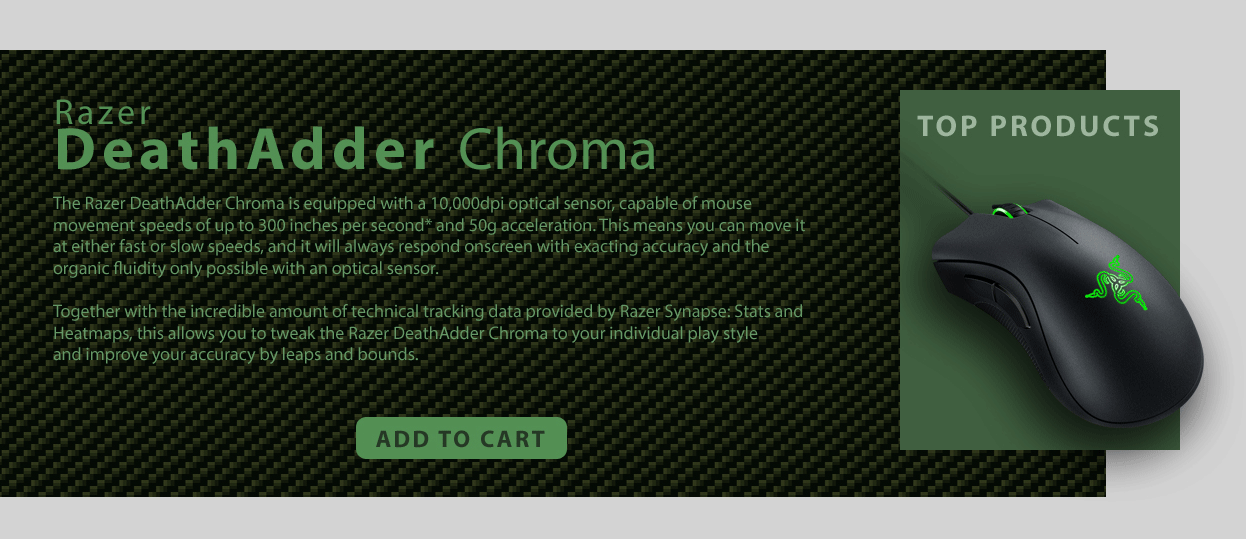 Razer
DeathAdder Chroma
The Razer DeathAdder Chroma is equipped with a 10,000dpi optical sensor, capable of mouse
movement speeds of up to 300 inches per second* and 50g acceleration. This means you can move it
at either fast or slow speeds, and it will always respond onscreen with exacting accuracy and the
organic fluidity only possible with an optical sensor.
Together with the incredible amount of technical tracking data provided by Razer Synapse: Stats and
Heatmaps, this allows you to tweak the Razer DeathAdder Chroma to your individual play style
and improve your accuracy by leaps and bounds.
ADD TO CART
TOP PRODUCTS